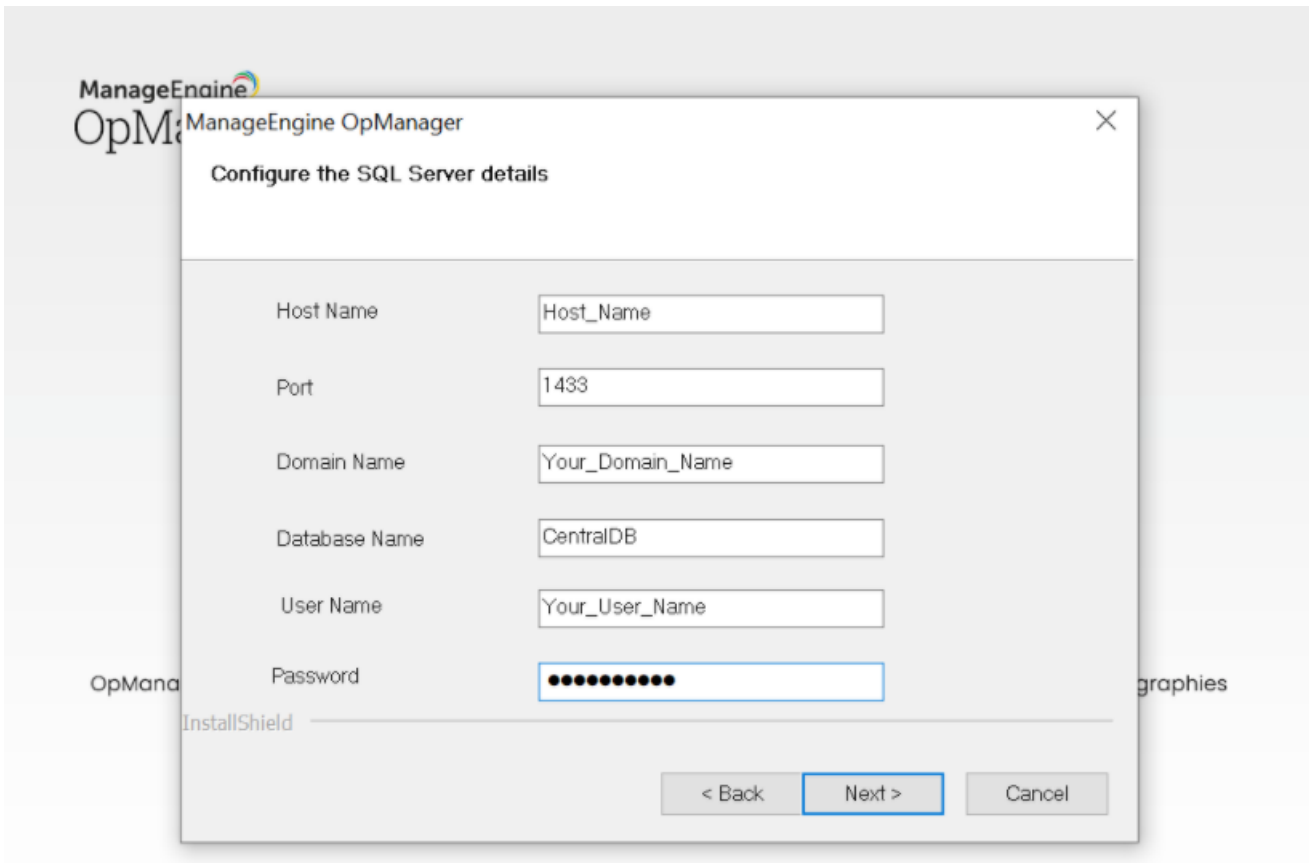 ManageEngine
OpMa
ManageEngine OpManager
Configure the SQL Server details
Host Name Host_Name
Port 1433
Domain Name Your_Domain_Name
Database Name CentralDB
User Name Your_User_Name
Password ●●●●●●●●●●
OpMana
graphies
InstallShield
< Back Next > Cancel